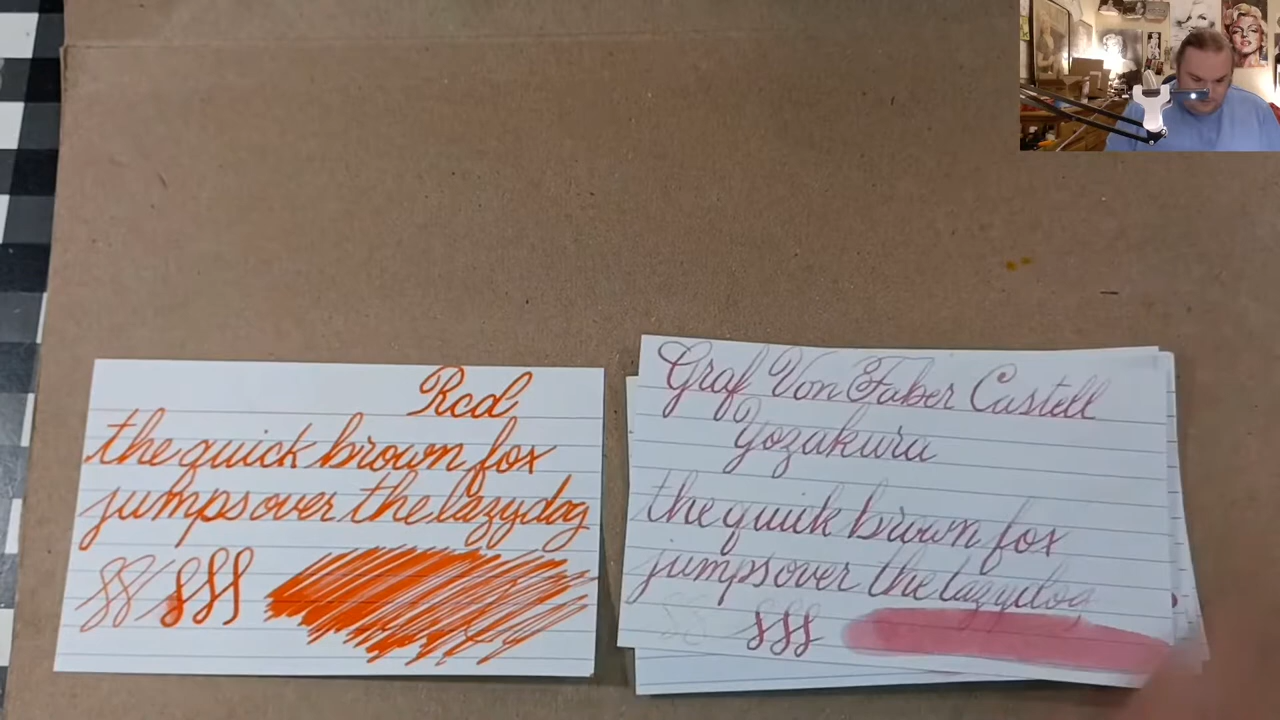 Red
the quick brown fox
jumps over the lazy dog
Graf Von Faber Castell
Yozakura
the quick brown fox
jumps over the lazy dog